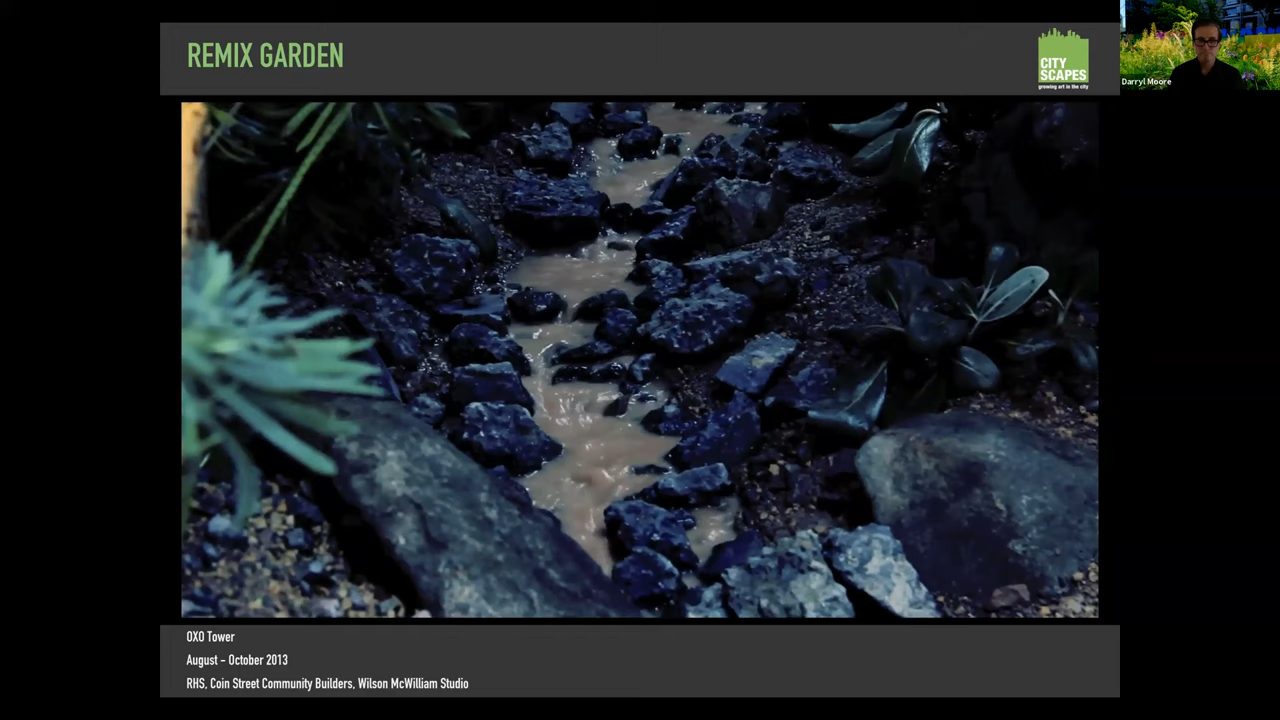 REMIX GARDEN
CITY
SCAPES
growing art in the city
Darryl Moore
OXO Tower
August - October 2013
RHS, Coin Street Community Builders, Wilson McWilliam Studio